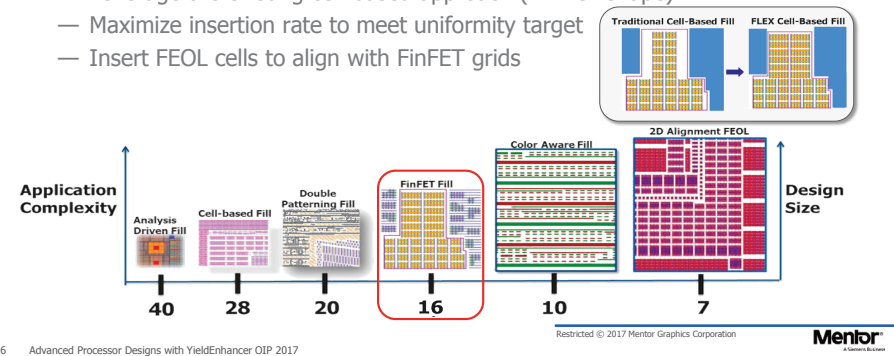 — Maximize insertion rate to meet uniformity target
— Insert FEOL cells to align with FinFET grids
Traditional Cell-Based Fill
FLEX Cell-Based Fill
Application
Complexity
Analysis
Driven Fill
Cell-based Fill
Double
Patterning Fill
FinFET Fill
Color Aware Fill
2D Alignment FEOL
Design
Size
40
28
20
16
10
7
Restricted © 2017 Mentor Graphics Corporation
Mentor
A Siemens Business
6 Advanced Processor Designs with YieldEnhancer OIP 2017